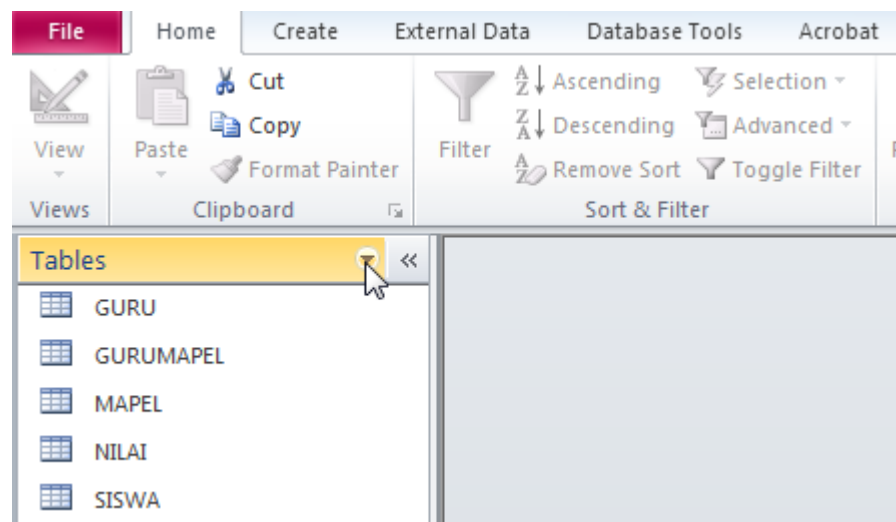 File Home Create External Data Database Tools Acrobat
View
Paste
Cut
Copy
Format Painter
Filter
Ascending
Descending
Remove Sort
Selection
Advanced
Toggle Filter
Views Clipboard Sort & Filter
Tables
GURU
GURUMAPEL
MAPEL
NILAI
SISWA